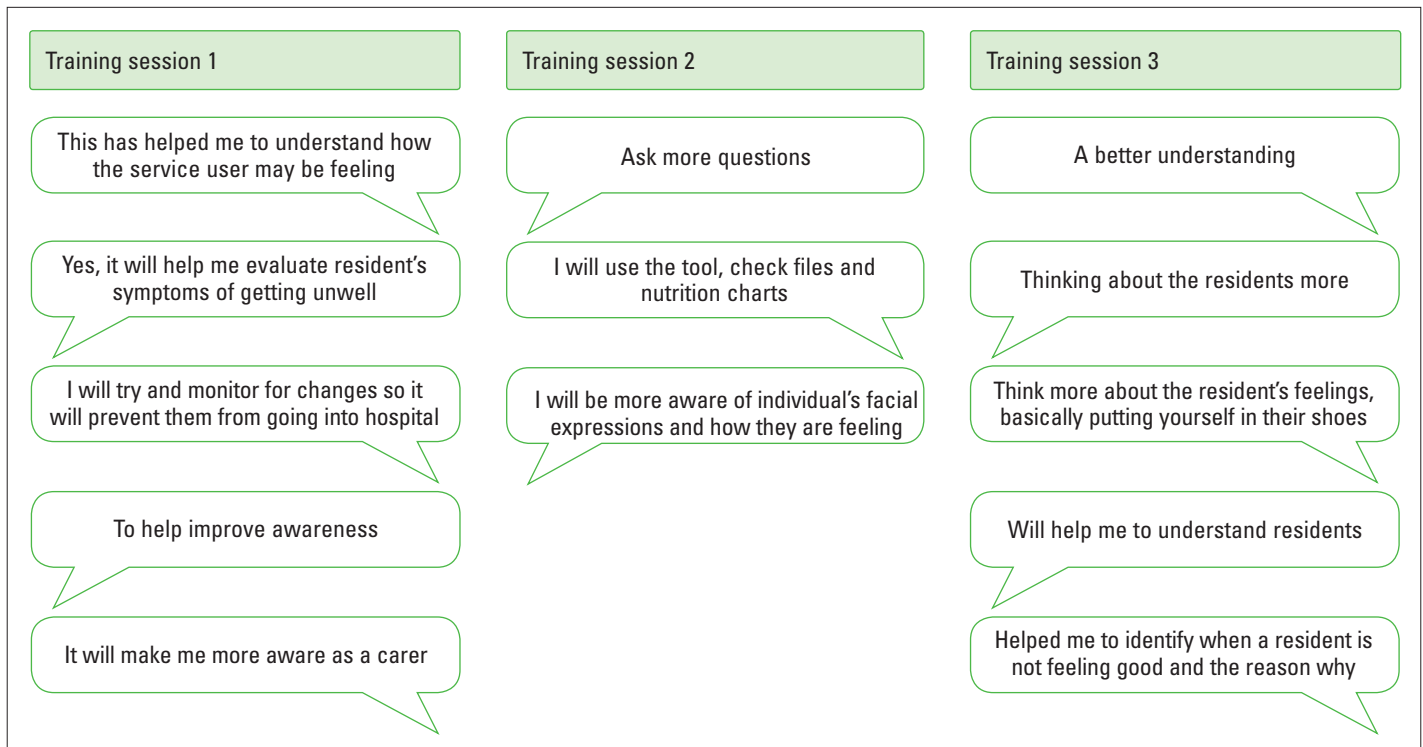 Training session 1
This has helped me to understand how
the service user may be feeling
Yes, it will help me evaluate resident's
symptoms of getting unwell
I will try and monitor for changes so it
will prevent them from going into hospital
To help improve awareness
It will make me more aware as a carer
Training session 2
Ask more questions
I will use the tool, check files and
nutrition charts
I will be more aware of individual's facial
expressions and how they are feeling
Training session 3
A better understanding
Thinking about the residents more
Think more about the resident's feelings,
basically putting yourself in their shoes
Will help me to understand residents
Helped me to identify when a resident is
not feeling good and the reason why